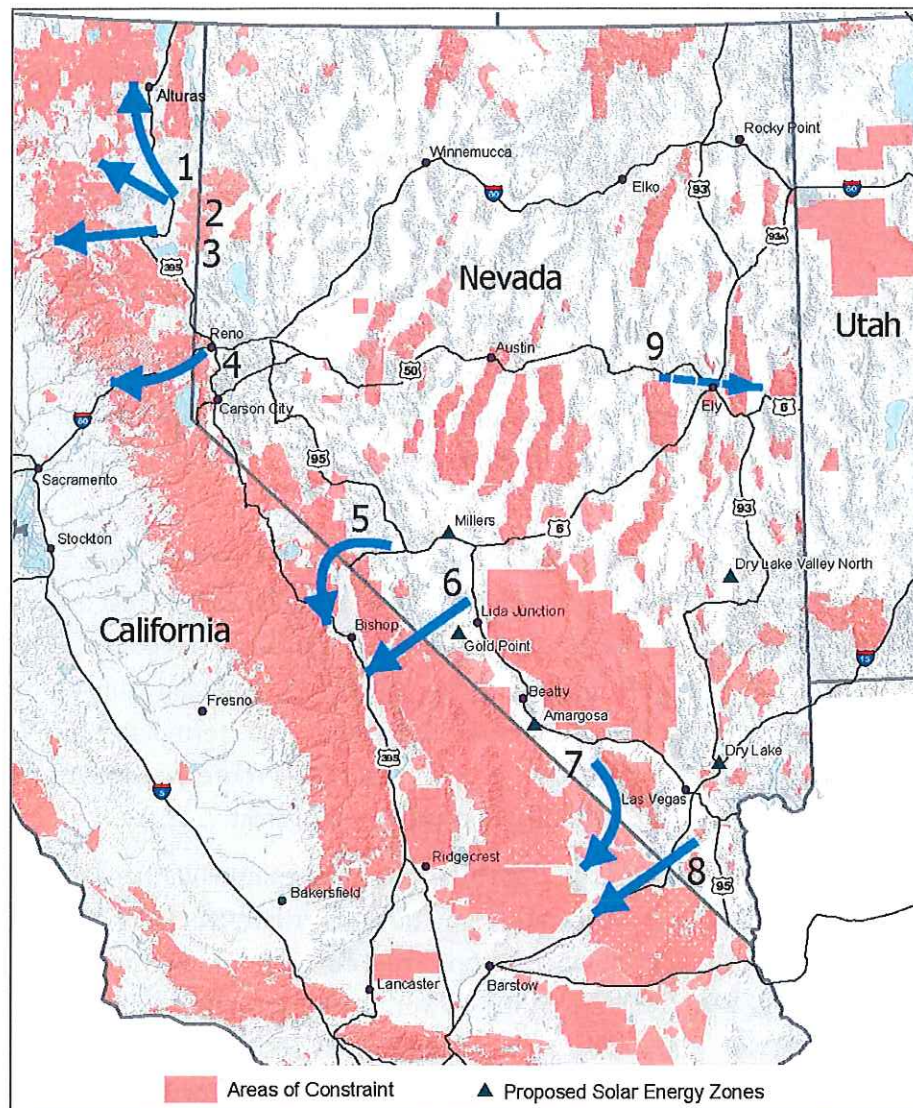 Alturas
Rocky Point
1
Winnemucca
80
Elko
93
80
2
93A
3
395
Nevada
Utah
Reno
Austin
9
4
50
Carson City
Ely
6
80
95
Sacramento
93
5
Millers
6
Stockton
Dry Lake Valley North
6
Lida Junction
California
Bishop
Gold Point
15
Beatty
Fresno
Amargosa
395
7
Dry Lake
5
Las Vegas
Ridgecrest
8
95
Bakersfield
Lancaster
Barstow
Areas of Constraint
Proposed Solar Energy Zones